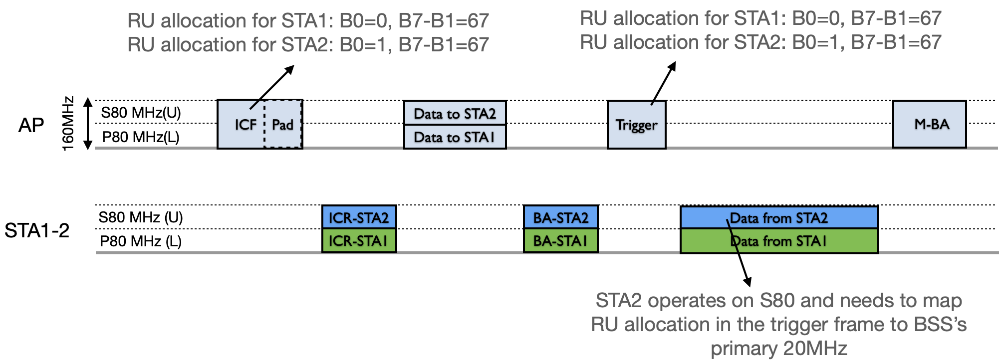 RU allocation for STA1: B0=0, B7-B1=67
RU allocation for STA2: B0=1, B7-B1=67
RU allocation for STA1: B0=0, B7-B1=67
RU allocation for STA2: B0=1, B7-B1=67
AP
160MHz
S80 MHz(U)
P80 MHz(L)
ICF
Pad
Data to STA2
Data to STA1
Trigger
M-BA
STA1-2
S80 MHz (U)
P80 MHz (L)
ICR-STA2
ICR-STA1
BA-STA2
BA-STA1
Data from STA2
Data from STA1
STA2 operates on S80 and needs to map
RU allocation in the trigger frame to BSS’s
primary 20MHz